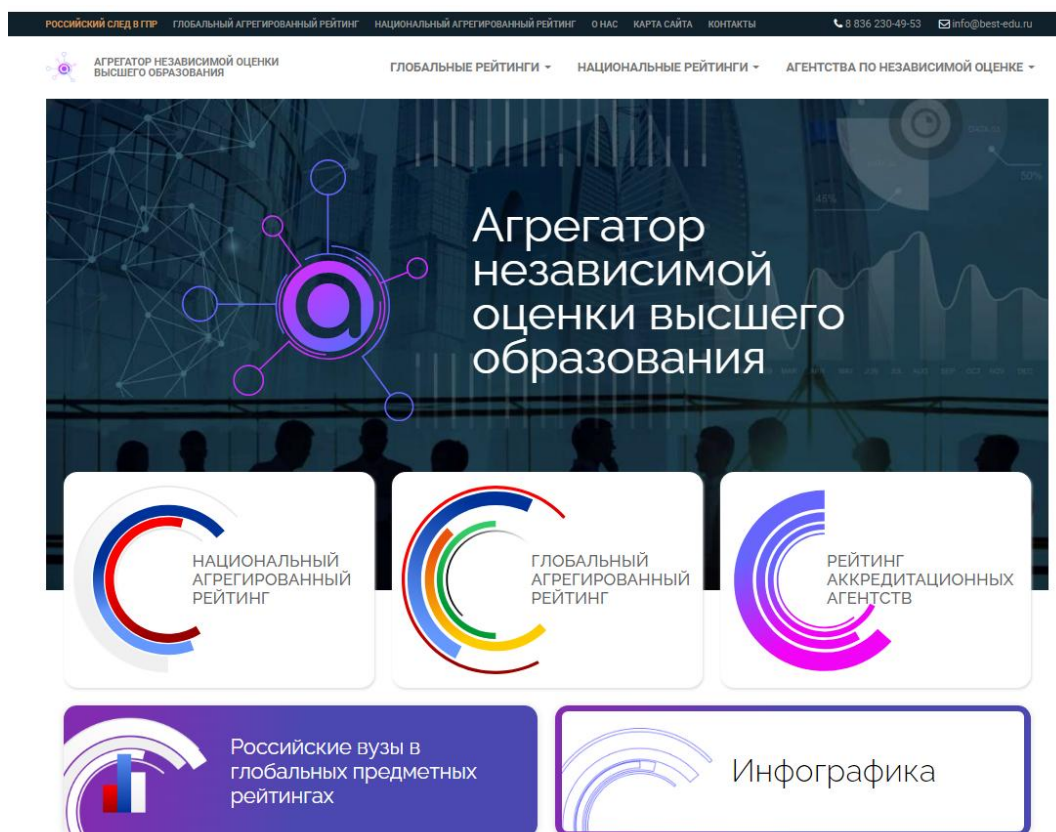 РОССИЙСКИЙ СЛЕД В ГПР ГЛОБАЛЬНЫЙ АГРЕГИРОВАННЫЙ РЕЙТИНГ НАЦИОНАЛЬНЫЙ АГРЕГИРОВАННЫЙ РЕЙТИНГ О НАС КАРТА САЙТА КОНТАКТЫ 8 836 230-49-53 info@best-edu.ru
АГРЕГАТОР НЕЗАВИСИМОЙ ОЦЕНКИ
ВЫСШЕГО ОБРАЗОВАНИЯ
ГЛОБАЛЬНЫЕ РЕЙТИНГИ НАЦИОНАЛЬНЫЕ РЕЙТИНГИ АГЕНТСТВА ПО НЕЗАВИСИМОЙ ОЦЕНКЕ
50%
46%
Агрегатор
независимой
оценки высшего
образования
a
НАЦИОНАЛЬНЫЙ
АГРЕГИРОВАННЫЙ
РЕЙТИНГ
ГЛОБАЛЬНЫЙ
АГРЕГИРОВАННЫЙ
РЕЙТИНГ
РЕЙТИНГ
АККРЕДИТАЦИОННЫХ
АГЕНТСТВ
Российские вузы в
глобальных предметных
рейтингах
Инфографика